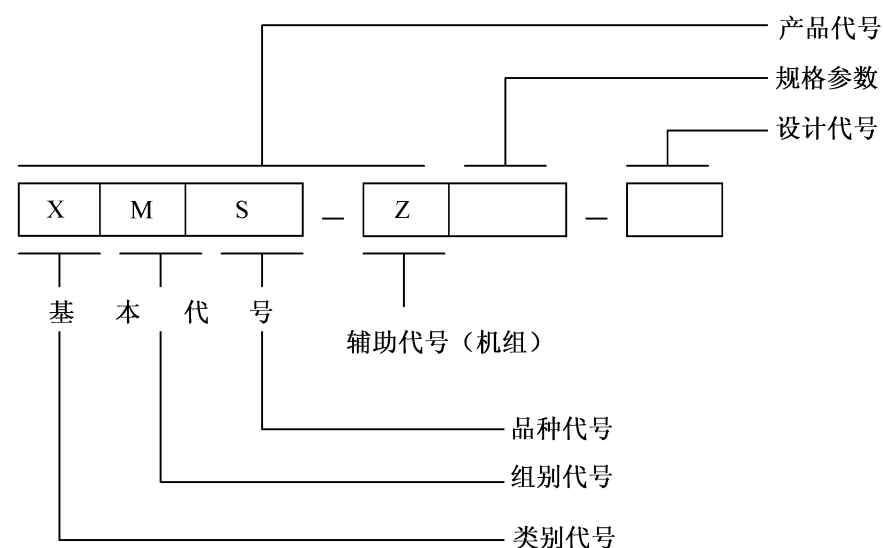 产品代号
规格参数
设计代号
X M S – Z –
基 本 代 号
辅助代号（机组）
品种代号
组别代号
类别代号